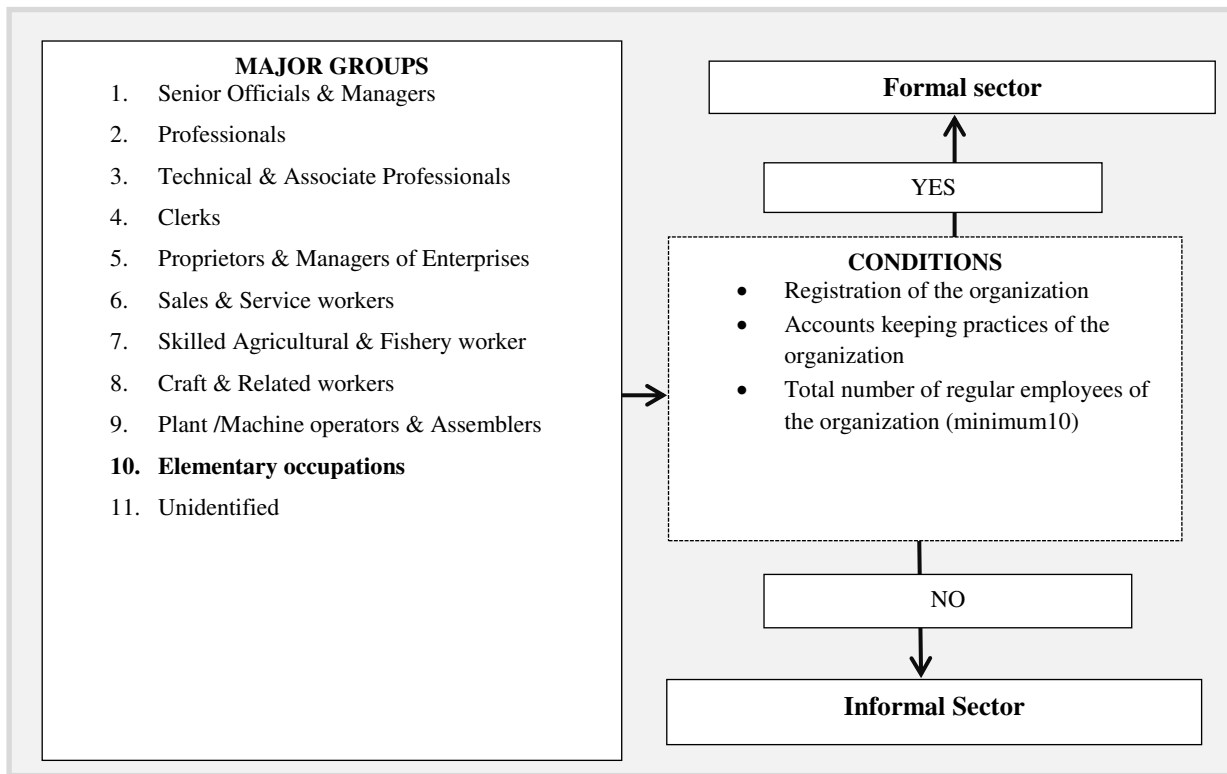 MAJOR GROUPS
1. Senior Officials & Managers
2. Professionals
3. Technical & Associate Professionals
4. Clerks
5. Proprietors & Managers of Enterprises
6. Sales & Service workers
7. Skilled Agricultural & Fishery worker
8. Craft & Related workers
9. Plant /Machine operators & Assemblers
10. Elementary occupations
11. Unidentified
Formal sector
YES
CONDITIONS
• Registration of the organization
• Accounts keeping practices of the
organization
• Total number of regular employees of
the organization (minimum10)
NO
Informal Sector